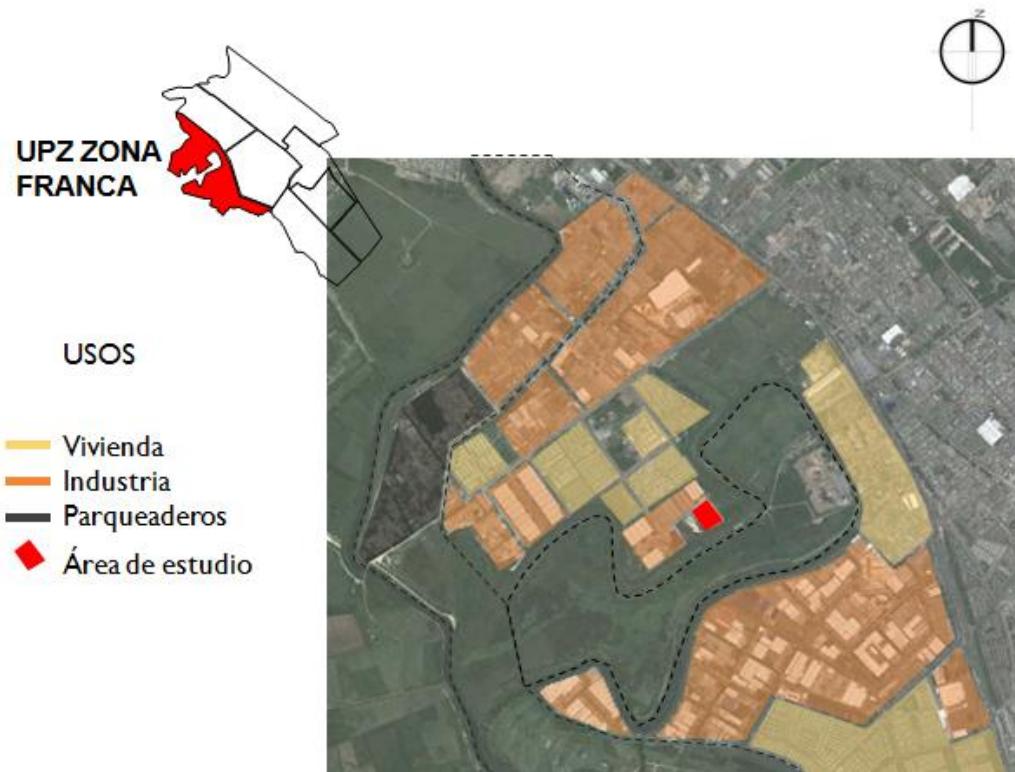 N
UPZ ZONA
FRANCA
USOS
Vivienda
Industria
Parqueaderos
Área de estudio